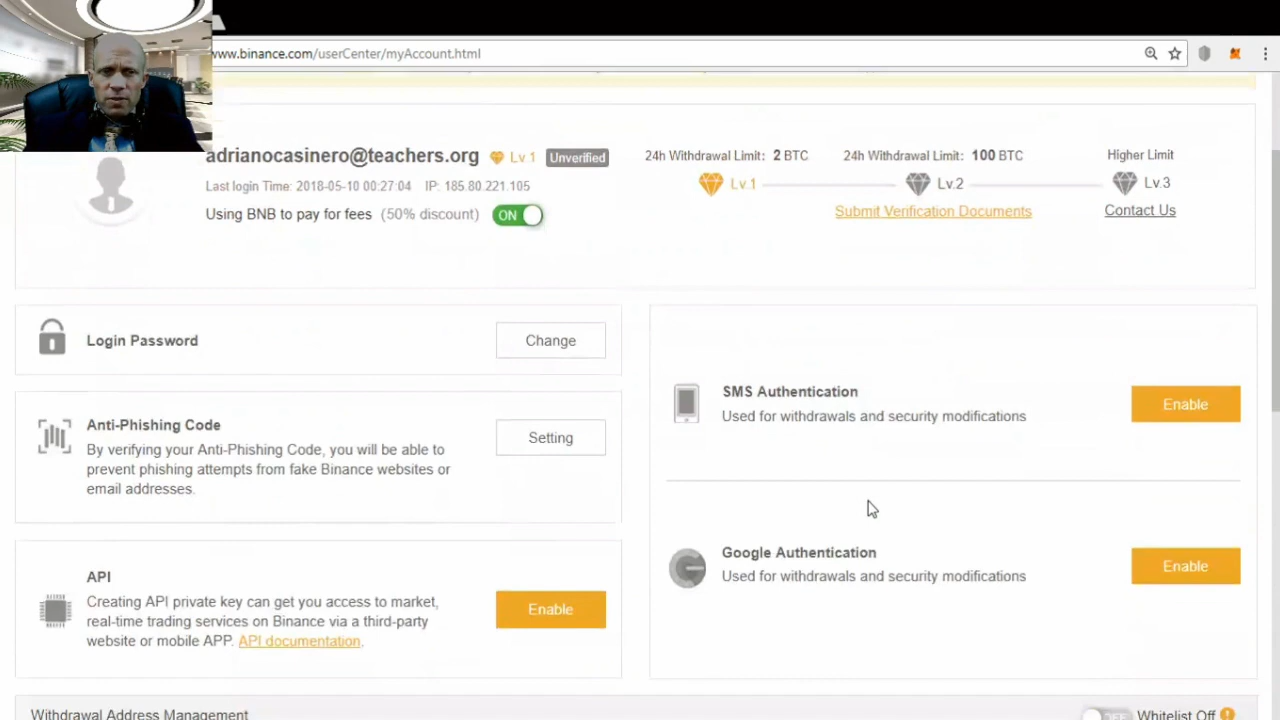 www.binance.com/userCenter/myAccount.html
adrianocasinero@teachers.org Lv.1 Unverified
Last login Time: 2018-05-10 00:27:04 IP: 185.80.221.105
Using BNB to pay for fees (50% discount) ON
24h Withdrawal Limit: 2 BTC
24h Withdrawal Limit: 100 BTC
Higher Limit
Lv.1
Lv.2
Lv.3
Submit Verification Documents
Contact Us
Login Password
Change
Anti-Phishing Code
By verifying your Anti-Phishing Code, you will be able to
prevent phishing attempts from fake Binance websites or
email addresses.
Setting
API
Creating API private key can get you access to market,
real-time trading services on Binance via a third-party
website or mobile APP. API documentation.
Enable
SMS Authentication
Used for withdrawals and security modifications
Enable
Google Authentication
Used for withdrawals and security modifications
Enable
Withdrawal Address Management
OFF Whitelist Off